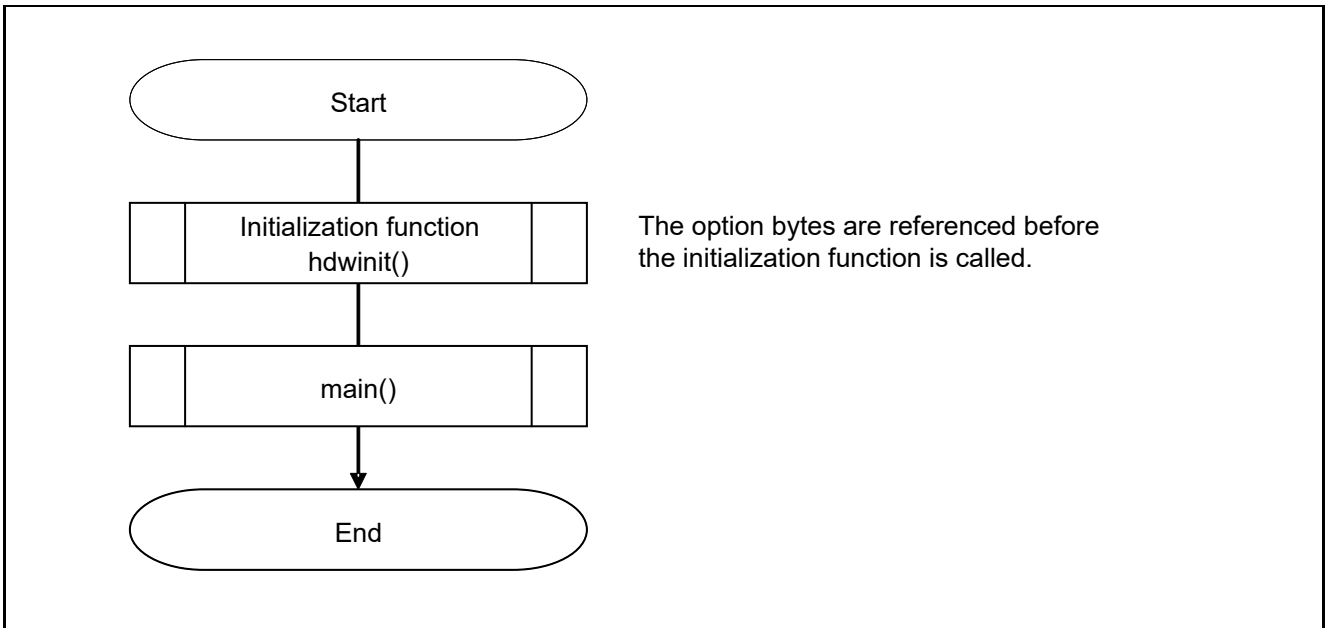 Start
Initialization function
hdwinit()
The option bytes are referenced before
the initialization function is called.
main()
End